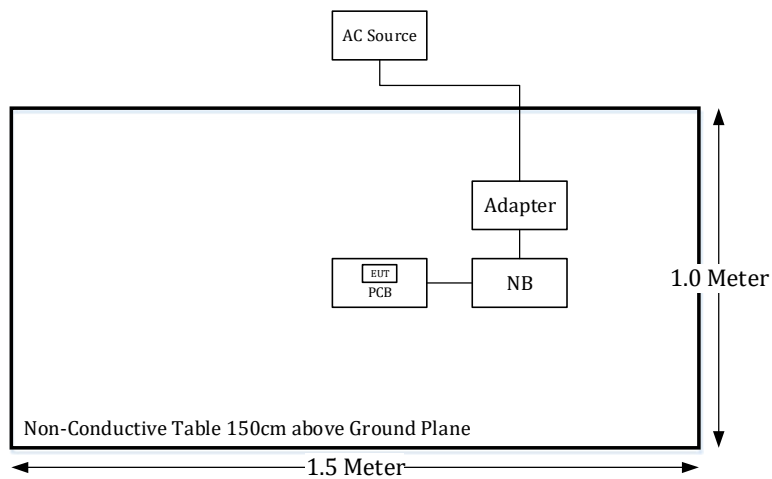 AC Source
Adapter
EUT
PCB
NB
1.0 Meter
Non-Conductive Table 150cm above Ground Plane
1.5 Meter